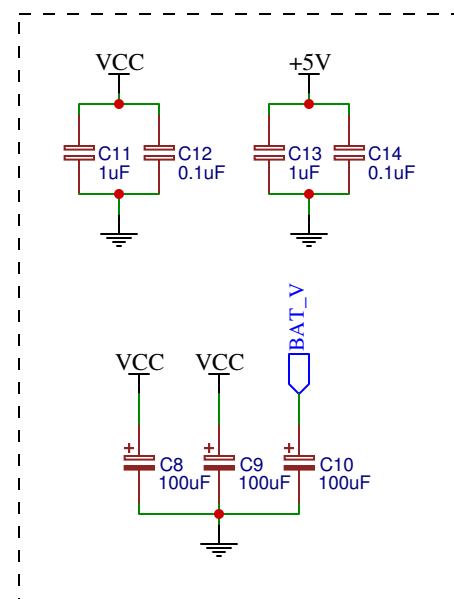 VCC +5V
C11 C12 C13 C14
1uF 0.1uF 1uF 0.1uF
BAT_V
VCC VCC
+ + +
C8 C9 C10
100uF 100uF 100uF